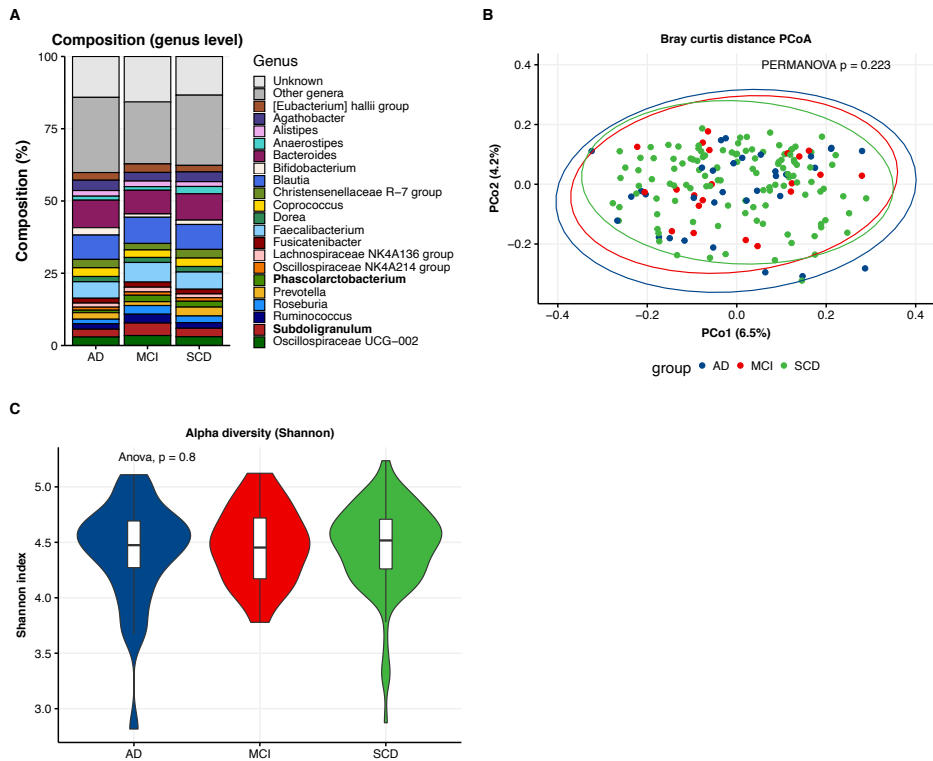 A
Composition (genus level)
100
75
50
25
0
Composition (%)
AD
MCI
SCD
Genus
Unknown
Other genera
[Eubacterium] hallii group
Agathobacter
Alistipes
Anaerostipes
Bacteroides
Bifidobacterium
Blautia
Christensenellaceae R−7 group
Coprococcus
Dorea
Faecalibacterium
Fusicatenibacter
Lachnospiraceae NK4A136 group
Oscillospiraceae NK4A214 group
Phascolarctobacterium
Prevotella
Roseburia
Ruminococcus
Subdoligranulum
Oscillospiraceae UCG−002
B
Bray curtis distance PCoA
PERMANOVA p = 0.223
0.4
0.2
0.0
−0.2
PCo2 (4.2%)
−0.4
−0.2
0.0
0.2
0.4
PCo1 (6.5%)
group AD MCI SCD
C
Alpha diversity (Shannon)
Anova, p = 0.8
5.0
4.5
4.0
3.5
3.0
Shannon index
AD
MCI
SCD